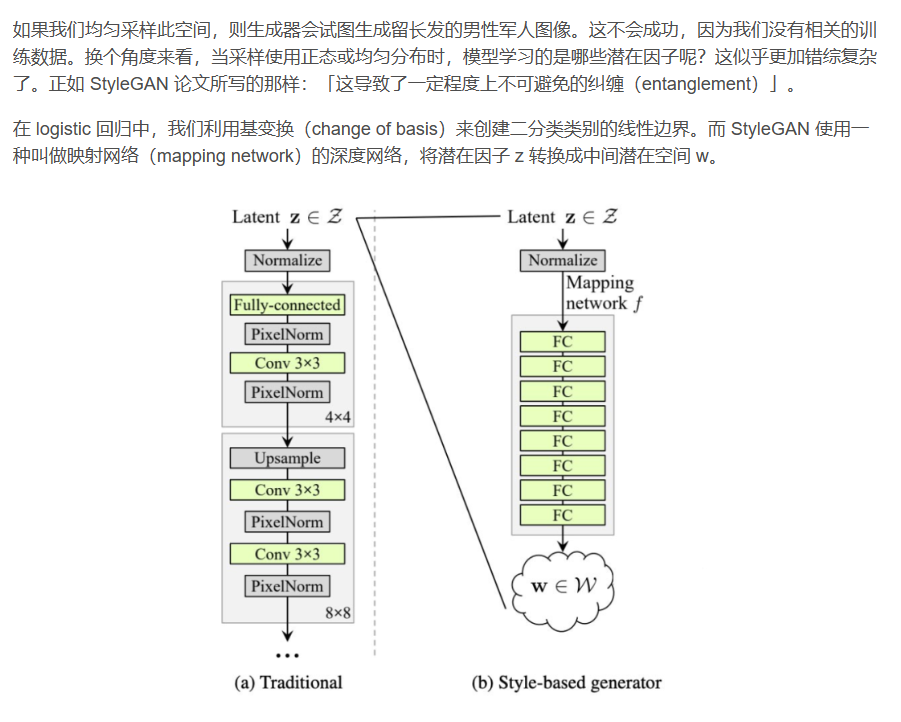 如果我们均匀采样此空间，则生成器会试图生成留长发的男性军人图像。这不会成功，因为我们没有相关的训
练数据。换个角度来看，当采样使用正态或均匀分布时，模型学习的是哪些潜在因子呢？这似乎更加错综复杂
了。正如 StyleGAN 论文所写的那样：「这导致了一定程度上不可避免的纠缠（entanglement）」。
在 logistic 回归中，我们利用基变换（change of basis）来创建二分类类别的线性边界。而 StyleGAN 使用一
种叫做映射网络（mapping network）的深度网络，将潜在因子 z 转换成中间潜在空间 w。
Latent z ∈ Z
Normalize
Fully-connected
PixelNorm
Conv 3×3
PixelNorm
4×4
Upsample
Conv 3×3
PixelNorm
Conv 3×3
PixelNorm
8×8
...
(a) Traditional
Latent z ∈ Z
Normalize
Mapping
network f
FC
FC
FC
FC
FC
FC
FC
FC
w ∈ W
(b) Style-based generator